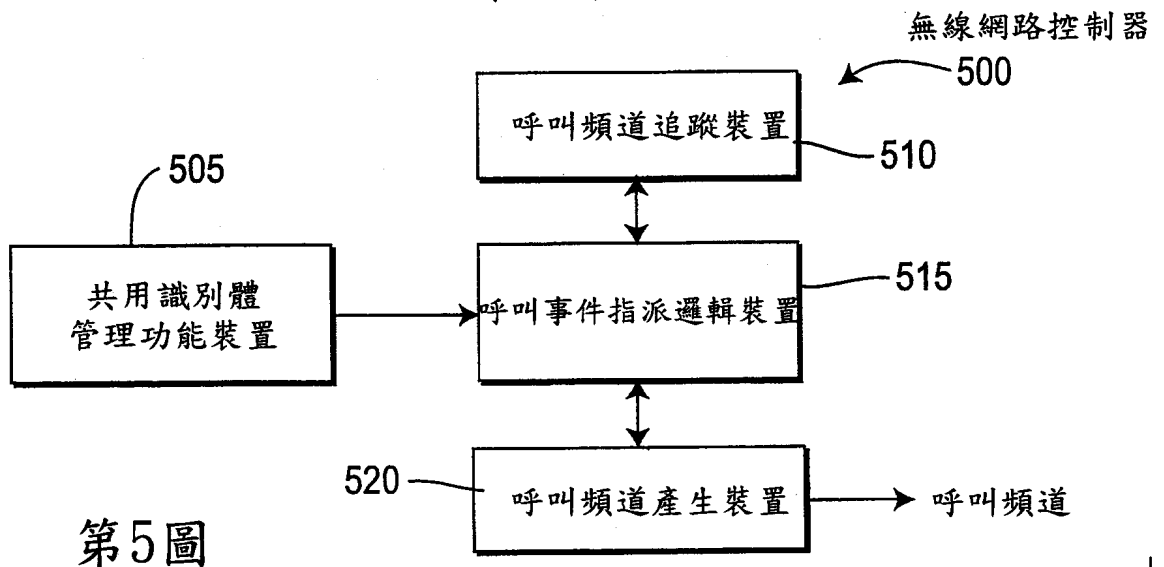 無線網路控制器
500
呼叫頻道追蹤裝置
510
505
共用識別體
管理功能裝置
呼叫事件指派邏輯裝置
515
520
呼叫頻道產生裝置
呼叫頻道
第5圖